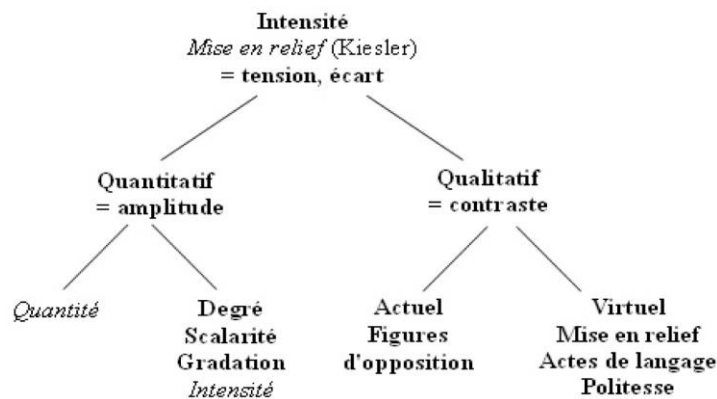 Intensité
Mise en relief (Kiesler)
= tension, écart
Quantitatif
= amplitude
Qualitatif
= contraste
Quantité
Degré
Scalarité
Gradation
Intensité
Actuel
Figures
d'opposition
Virtuel
Mise en relief
Actes de langage
Politesse